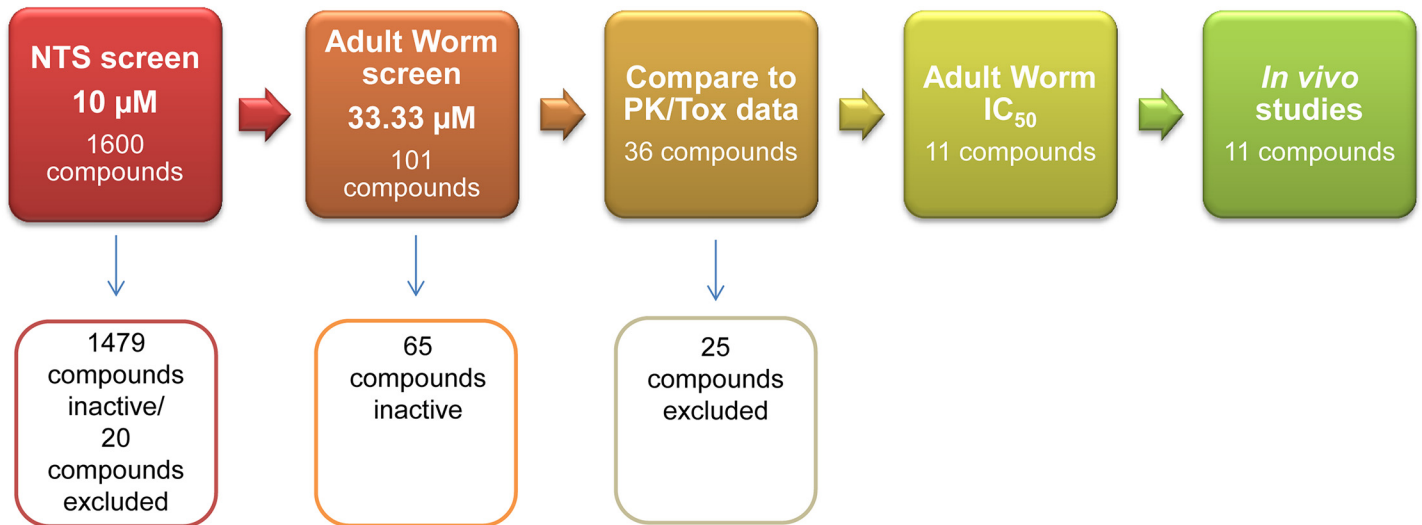 NTS screen
10 µM
1600
compounds
Adult Worm
screen
33.33 µM
101
compounds
Compare to
PK/Tox data
36 compounds
Adult Worm
IC50
11 compounds
In vivo
studies
11 compounds
1479
compounds
inactive/
20
compounds
excluded
65
compounds
inactive
25
compounds
excluded